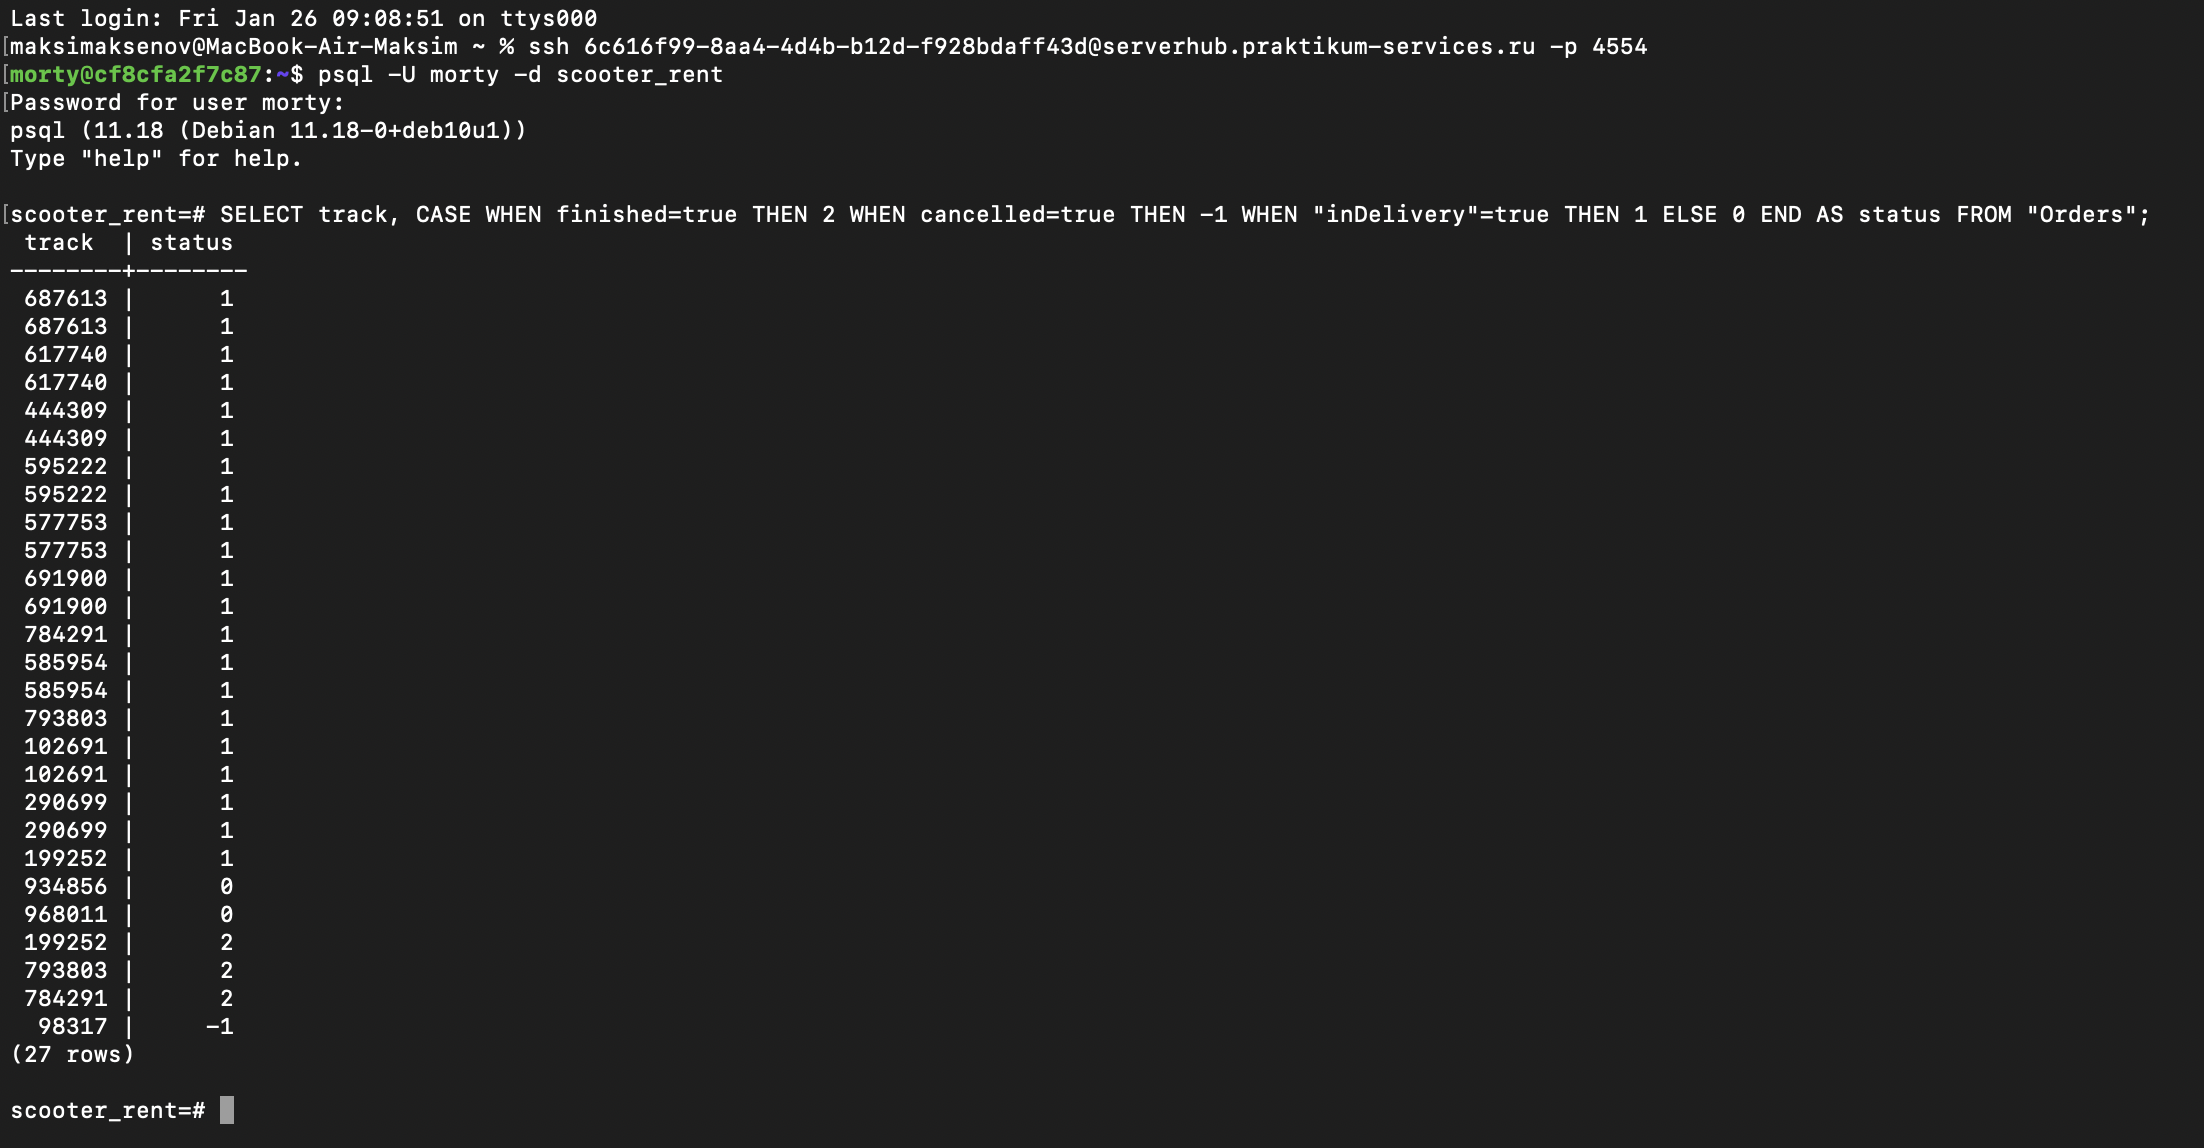 Last login: Fri Jan 26 09:08:51 on ttys000
[maksimaksenov@MacBook-Air-Maksim ~ % ssh 6c616f99-8aa4-4d4b-b12d-f928bdaff43d@serverhub.praktikum-services.ru -p 4554
[morty@cf8cfa2f7c87:~$ psql -U morty -d scooter_rent
[Password for user morty:
psql (11.18 (Debian 11.18-0+deb10u1))
Type "help" for help.

[scooter_rent=# SELECT track, CASE WHEN finished=true THEN 2 WHEN cancelled=true THEN -1 WHEN "inDelivery"=true THEN 1 ELSE 0 END AS status FROM "Orders";
 track  | status
--------+--------
 687613 |      1
 687613 |      1
 617740 |      1
 617740 |      1
 444309 |      1
 444309 |      1
 595222 |      1
 595222 |      1
 577753 |      1
 577753 |      1
 691900 |      1
 691900 |      1
 784291 |      1
 585954 |      1
 585954 |      1
 793803 |      1
 102691 |      1
 102691 |      1
 290699 |      1
 290699 |      1
 199252 |      1
 934856 |      0
 968011 |      0
 199252 |      2
 793803 |      2
 784291 |      2
  98317 |     -1
(27 rows)

scooter_rent=#